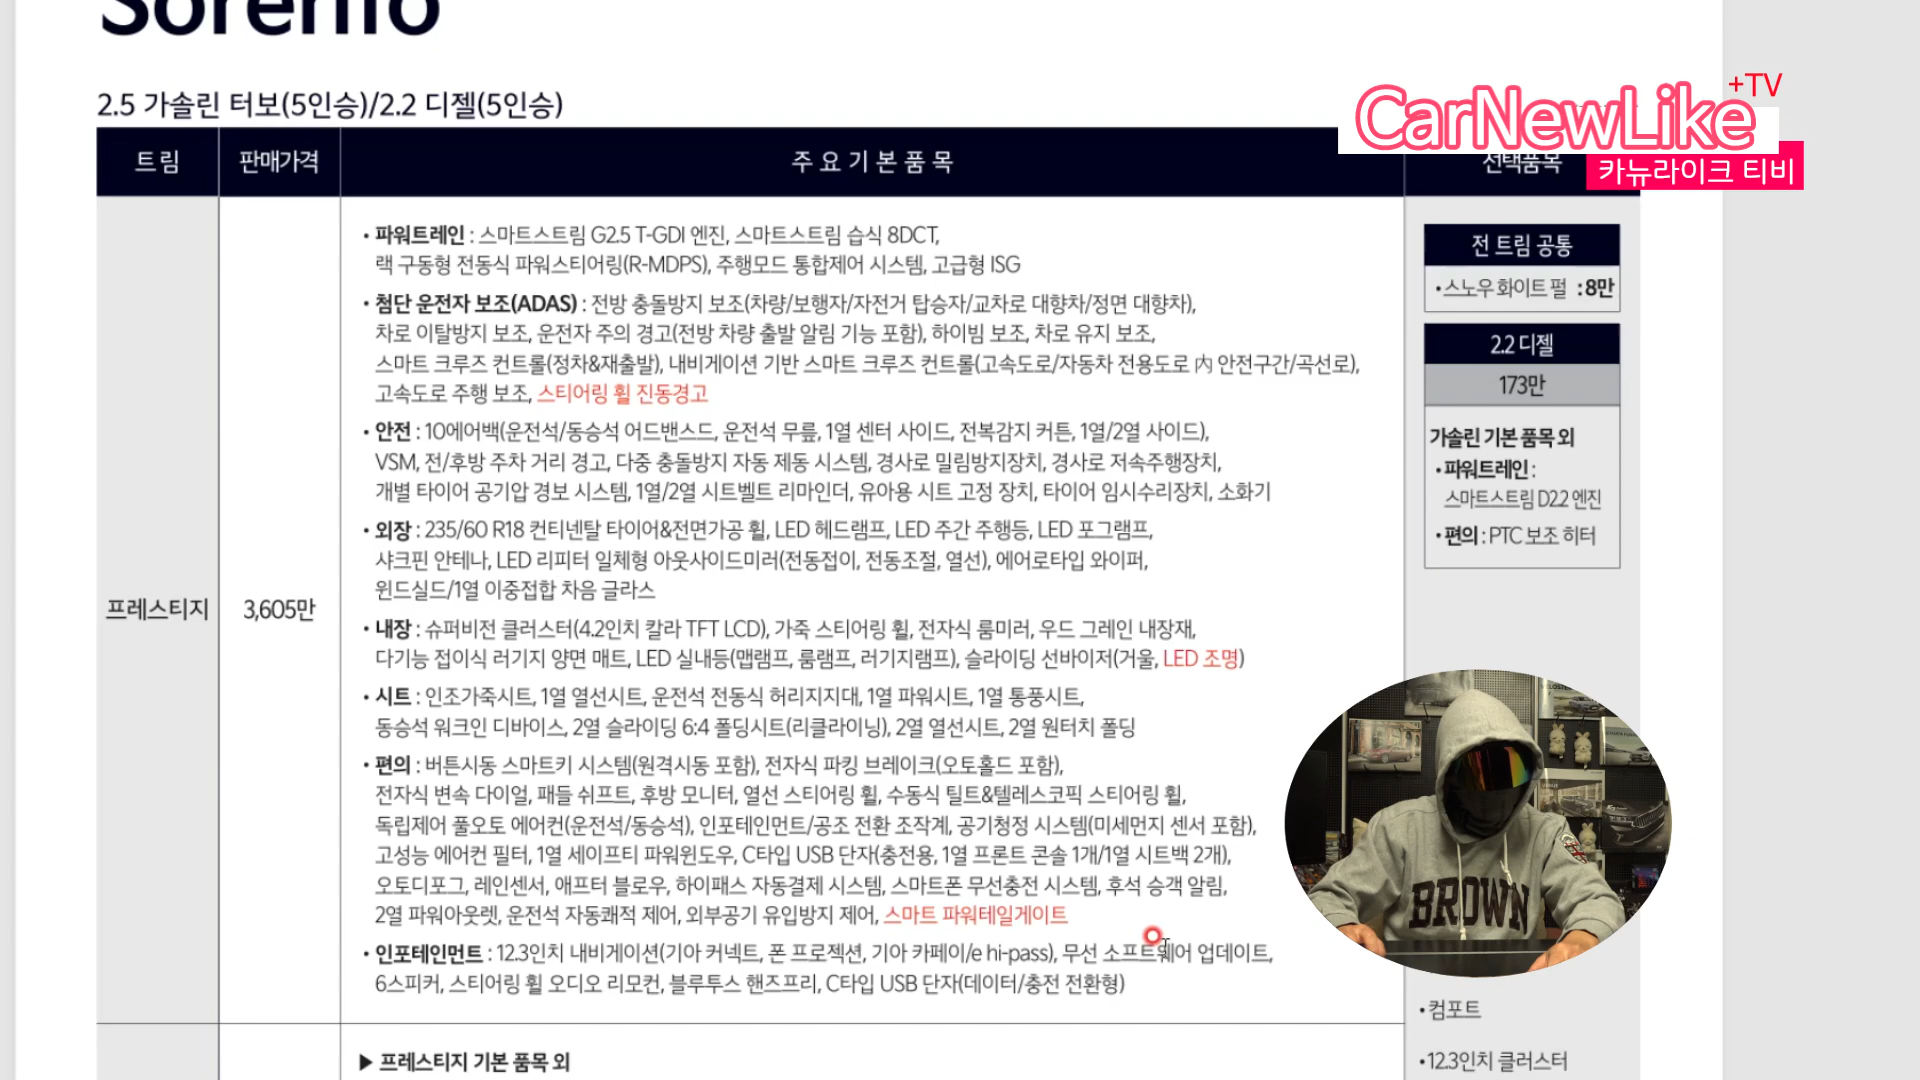 Sorento
+TV
CarNewLike
카뉴라이크 티비
2.5 가솔린 터보(5인승)/2.2 디젤(5인승)
트림
판매가격
주요기본품목
선택품목
프레스티지
3,605만
• 파워트레인 : 스마트스트림 G2.5 T-GDI 엔진, 스마트스트림 습식 8DCT,
랙 구동형 전동식 파워스티어링(R-MDPS), 주행모드 통합제어 시스템, 고급형 ISG
• 첨단 운전자 보조(ADAS) : 전방 충돌방지 보조(차량/보행자/자전거 탑승자/교차로 대향차/정면 대향차),
차로 이탈방지 보조, 운전자 주의 경고(전방 차량 출발 알림 기능 포함), 하이빔 보조, 차로 유지 보조,
스마트 크루즈 컨트롤(정차&재출발), 내비게이션 기반 스마트 크루즈 컨트롤(고속도로/자동차 전용도로 內 안전구간/곡선로),
고속도로 주행 보조, 스티어링 휠 진동경고
• 안전 : 10에어백(운전석/동승석 어드밴스드, 운전석 무릎, 1열 센터 사이드, 전복감지 커튼, 1열/2열 사이드),
VSM, 전/후방 주차 거리 경고, 다중 충돌방지 자동 제동 시스템, 경사로 밀림방지장치, 경사로 저속주행장치,
개별 타이어 공기압 경보 시스템, 1열/2열 시트벨트 리마인더, 유아용 시트 고정 장치, 타이어 임시수리장치, 소화기
• 외장 : 235/60 R18 컨티넨탈 타이어&전면가공 휠, LED 헤드램프, LED 주간 주행등, LED 포그램프,
샤크핀 안테나, LED 리피터 일체형 아웃사이드미러(전동접이, 전동조절, 열선), 에어로타입 와이퍼,
윈드실드/1열 이중접합 차음 글라스
• 내장 : 슈퍼비전 클러스터(4.2인치 칼라 TFT LCD), 가죽 스티어링 휠, 전자식 룸미러, 우드 그레인 내장재,
다기능 접이식 러기지 양면 매트, LED 실내등(맵램프, 룸램프, 러기지램프), 슬라이딩 선바이저(거울, LED 조명)
• 시트 : 인조가죽시트, 1열 열선시트, 운전석 전동식 허리지지대, 1열 파워시트, 1열 통풍시트,
동승석 워크인 디바이스, 2열 슬라이딩 6:4 폴딩시트(리클라이닝), 2열 열선시트, 2열 원터치 폴딩
• 편의 : 버튼시동 스마트키 시스템(원격시동 포함), 전자식 파킹 브레이크(오토홀드 포함),
전자식 변속 다이얼, 패들 쉬프트, 후방 모니터, 열선 스티어링 휠, 수동식 틸트&텔레스코픽 스티어링 휠,
독립제어 풀오토 에어컨(운전석/동승석), 인포테인먼트/공조 전환 조작계, 공기청정 시스템(미세먼지 센서 포함),
고성능 에어컨 필터, 1열 세이프티 파워윈도우, C타입 USB 단자(충전용, 1열 프론트 콘솔 1개/1열 시트백 2개),
오토디포그, 레인센서, 애프터 블로우, 하이패스 자동결제 시스템, 스마트폰 무선충전 시스템, 후석 승객 알림,
2열 파워아웃렛, 운전석 자동쾌적 제어, 외부공기 유입방지 제어, 스마트 파워테일게이트
• 인포테인먼트 : 12.3인치 내비게이션(기아 커넥트, 폰 프로젝션, 기아 카페이/e hi-pass), 무선 소프트웨어 업데이트,
6스피커, 스티어링 휠 오디오 리모컨, 블루투스 핸즈프리, C타입 USB 단자(데이터/충전 전환형)
▶ 프레스티지 기본 품목 외
전 트림 공통
• 스노우 화이트 펄 : 8만
2.2 디젤
173만
가솔린 기본 품목 외
• 파워트레인 :
스마트스트림 D2.2 엔진
• 편의 : PTC 보조 히터
BROWN
• 컴포트
• 12.3인치 클러스터